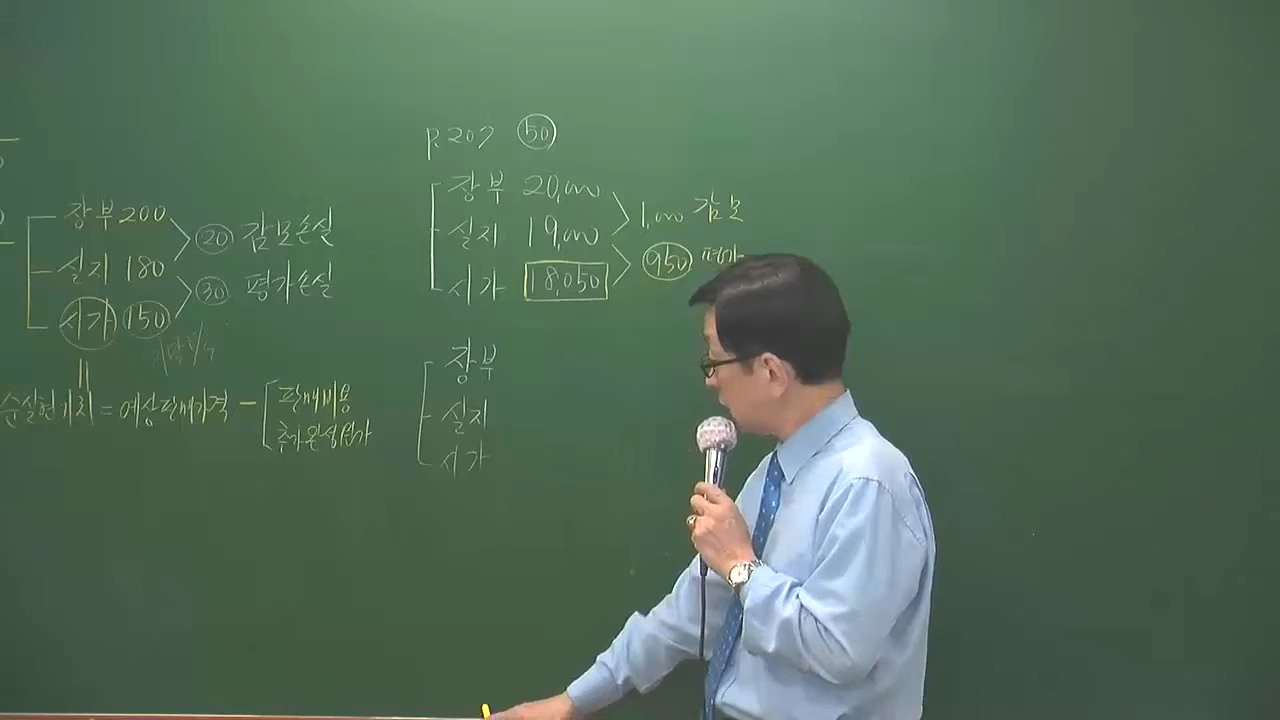 장부 200
실지 180
시가 150
20 감모손실
30 평가손실
순실현가치 = 예상판매가격 - 판매비용
추가완성원가
P.207 50
장부 20,000
실지 19,000
시가 18,050
1,000 감모
950 평가
장부
실지
시가